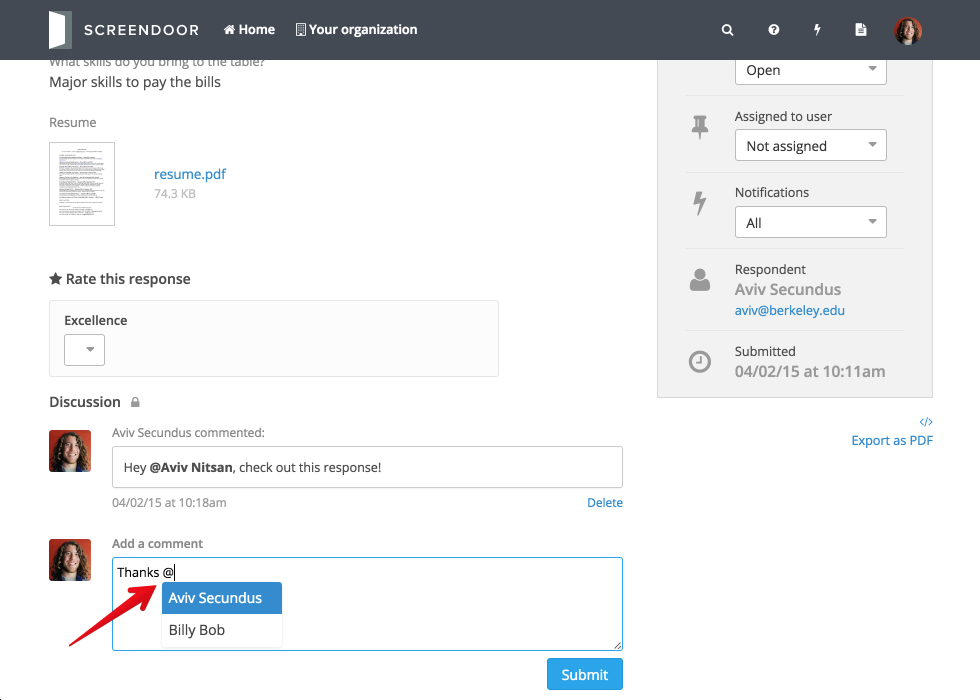 SCREENDOOR
Home
Your organization
What skills do you bring to the table?
Major skills to pay the bills
Resume
resume.pdf
74.3 KB
Rate this response
Excellence
Discussion
Aviv Secundus commented:
Hey @Aviv Nitsan, check out this response!
04/02/15 at 10:18am
Delete
Add a comment
Thanks @
Aviv Secundus
Billy Bob
Submit
Open
Assigned to user
Not assigned
Notifications
All
Respondent
Aviv Secundus
aviv@berkeley.edu
Submitted
04/02/15 at 10:11am
</>
Export as PDF